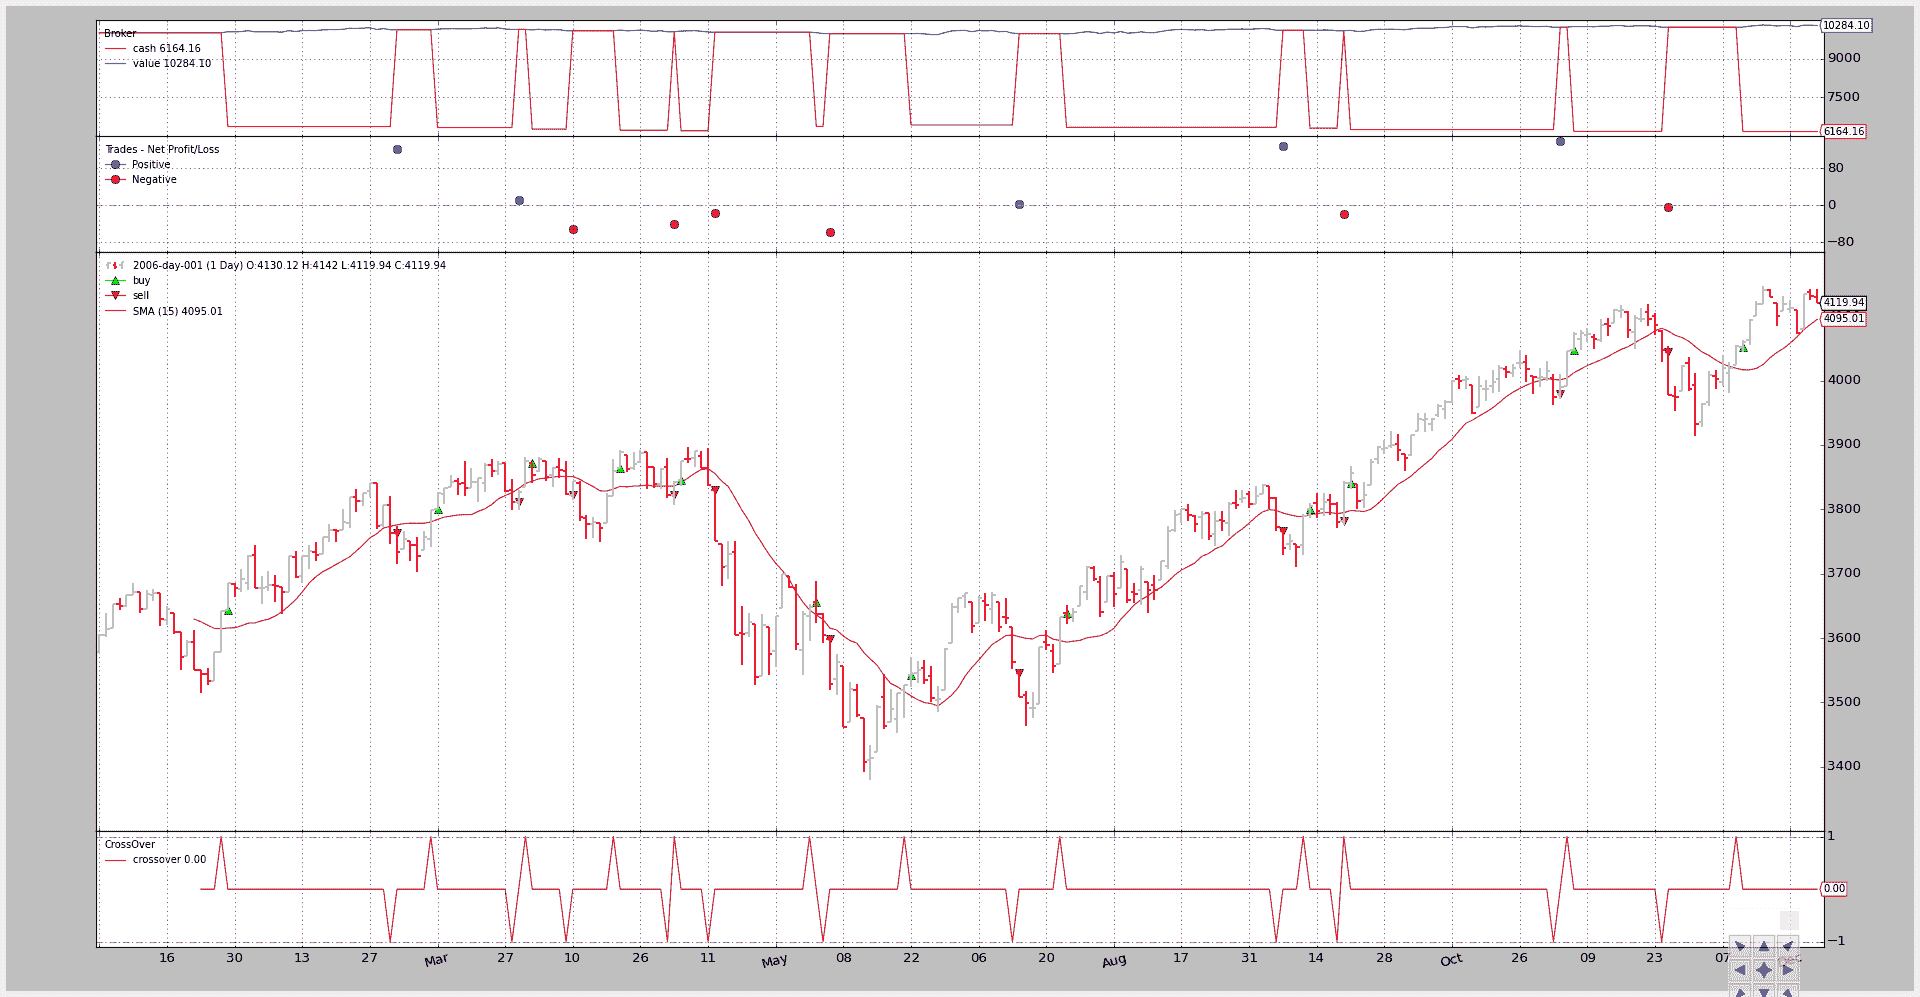 Broker
cash 6164.16
value 10284.10
10284.10
9000
7500
6164.16
Trades - Net Profit/Loss
Positive
Negative
80
0
−80
2006-day-001 (1 Day) O:4130.12 H:4142 L:4119.94 C:4119.94
buy
sell
SMA (15) 4095.01
4119.94
4095.01
4000
3900
3800
3700
3600
3500
3400
CrossOver
crossover 0.00
1
0.00
−1
16 30 13 27 Mar 27 10 26 11 May 08 22 06 20 Aug 17 31 14 28 Oct 26 09 23 07